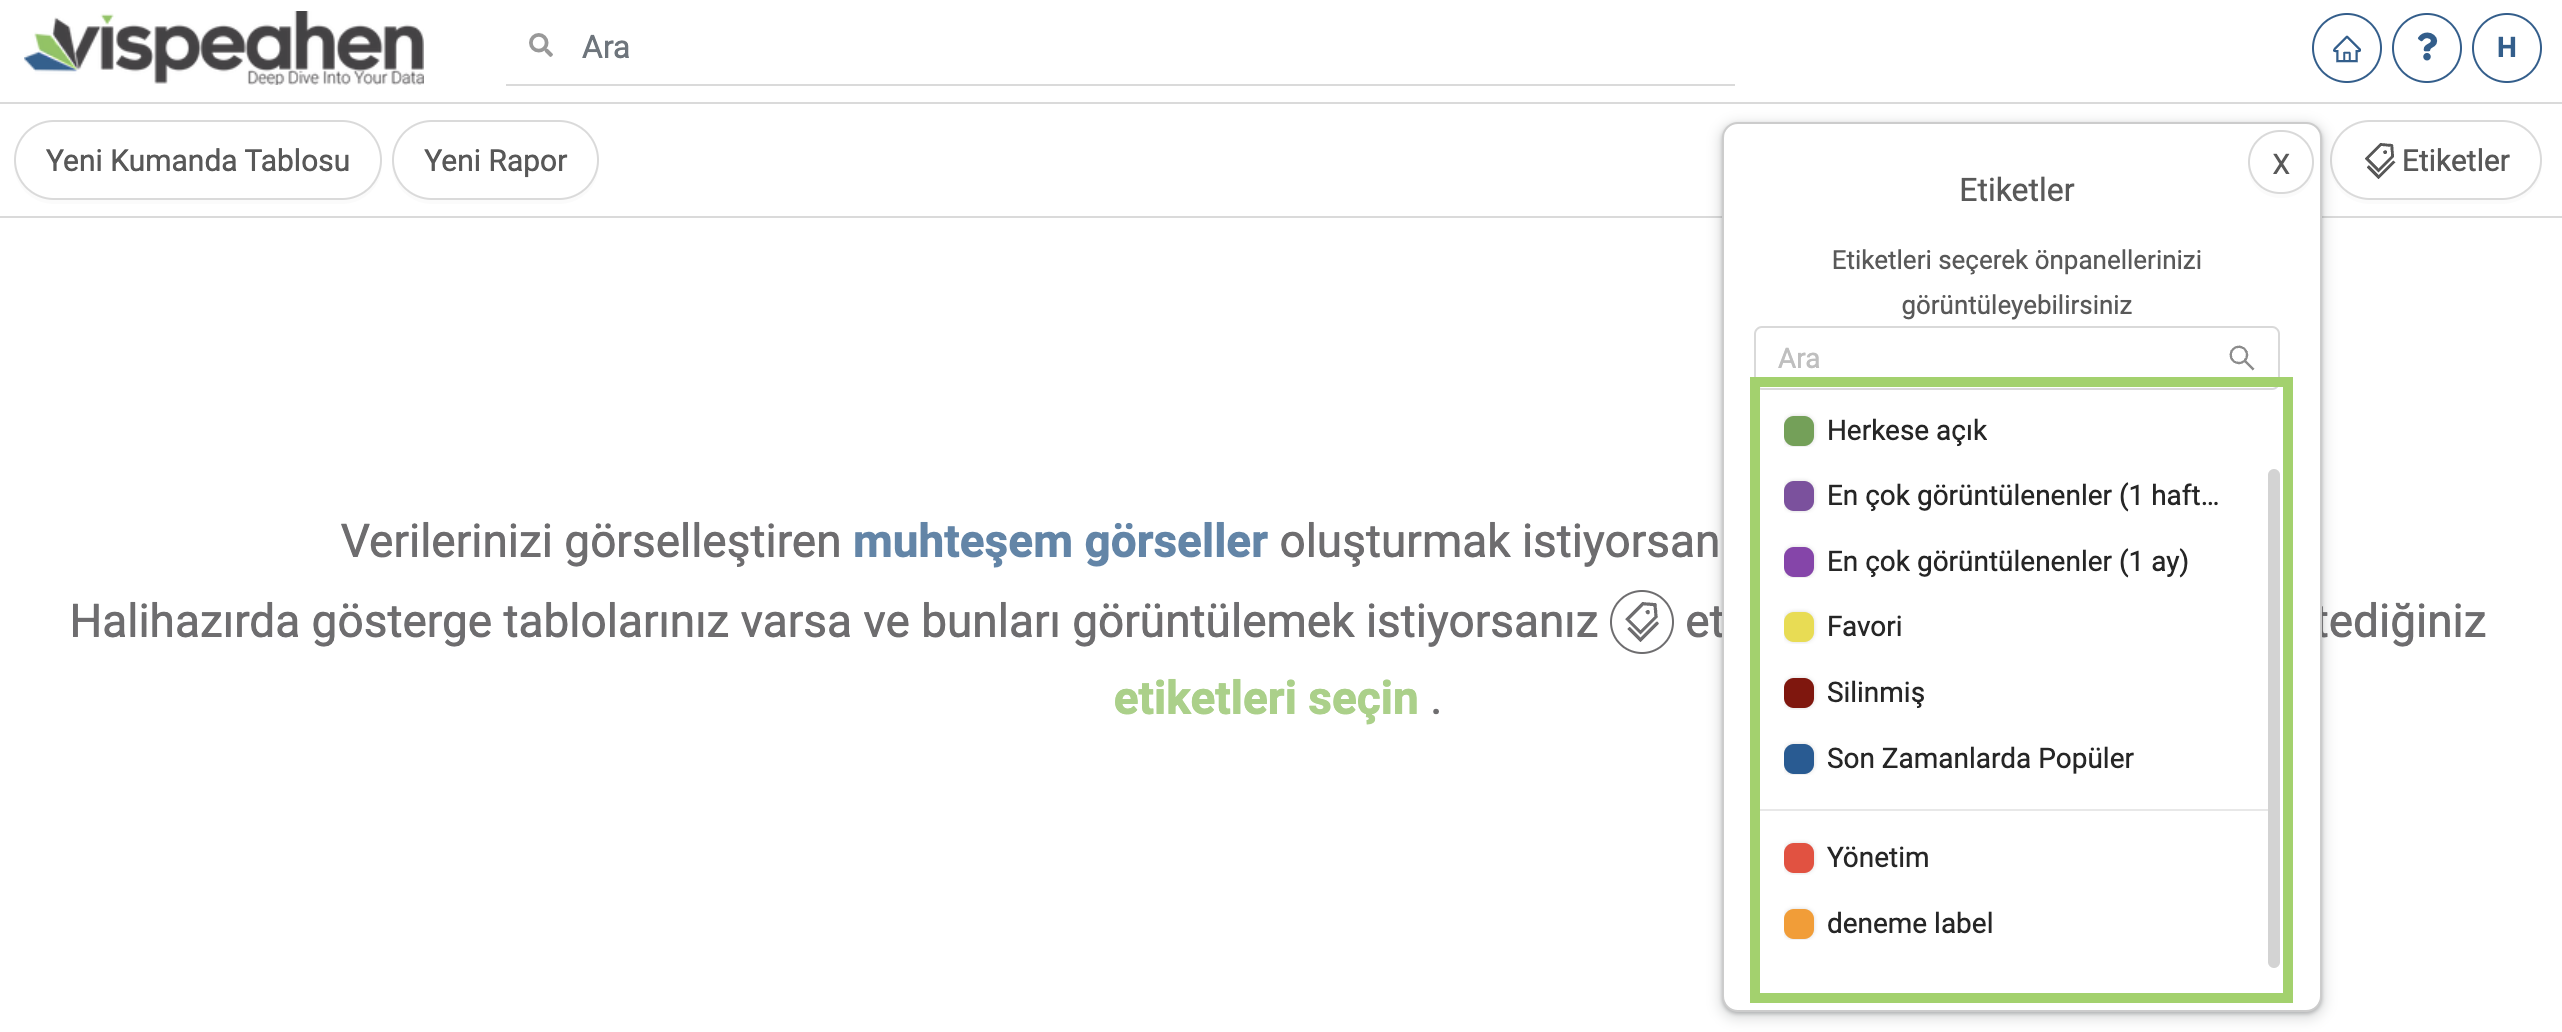 vispeahen
Deep Dive Into Your Data
Ara
?
H
Yeni Kumanda Tablosu
Yeni Rapor
Etiketler
X
Etiketler
Etiketleri seçerek önpanellerinizi
görüntüleyebilirsiniz
Ara
Herkese açık
En çok görüntülenenler (1 haft...
En çok görüntülenenler (1 ay)
Favori
Silinmiş
Son Zamanlarda Popüler
Yönetim
deneme label
Verilerinizi görselleştiren muhteşem görseller oluşturmak istiyorsan
Halihazırda gösterge tablolarınız varsa ve bunları görüntülemek istiyorsanız et tediğiniz
etiketleri seçin .